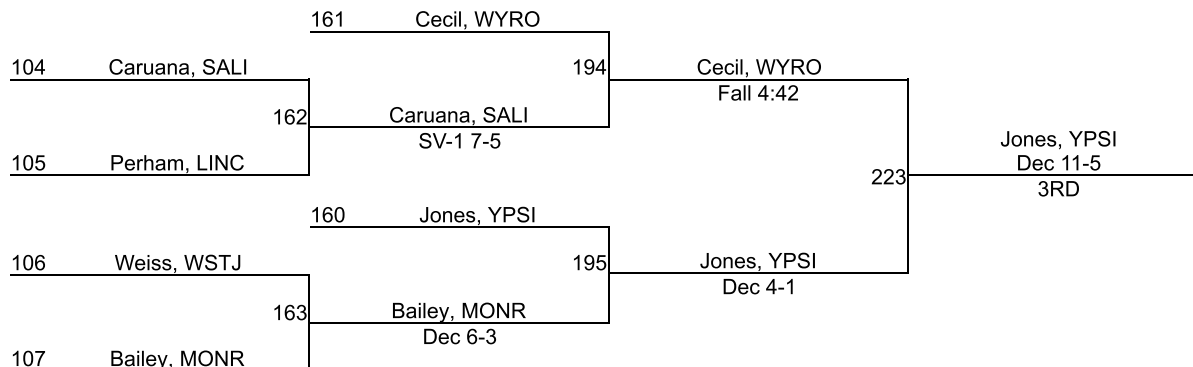 161 Cecil, WYRO
104 Caruana, SALI
194 Cecil, WYRO
Fall 4:42
162 Caruana, SALI
SV-1 7-5
105 Perham, LINC
Jones, YPSI
Dec 11-5
223
3RD
160 Jones, YPSI
106 Weiss, WSTJ
195 Jones, YPSI
Dec 4-1
163 Bailey, MONR
Dec 6-3
107 Bailey, MONR